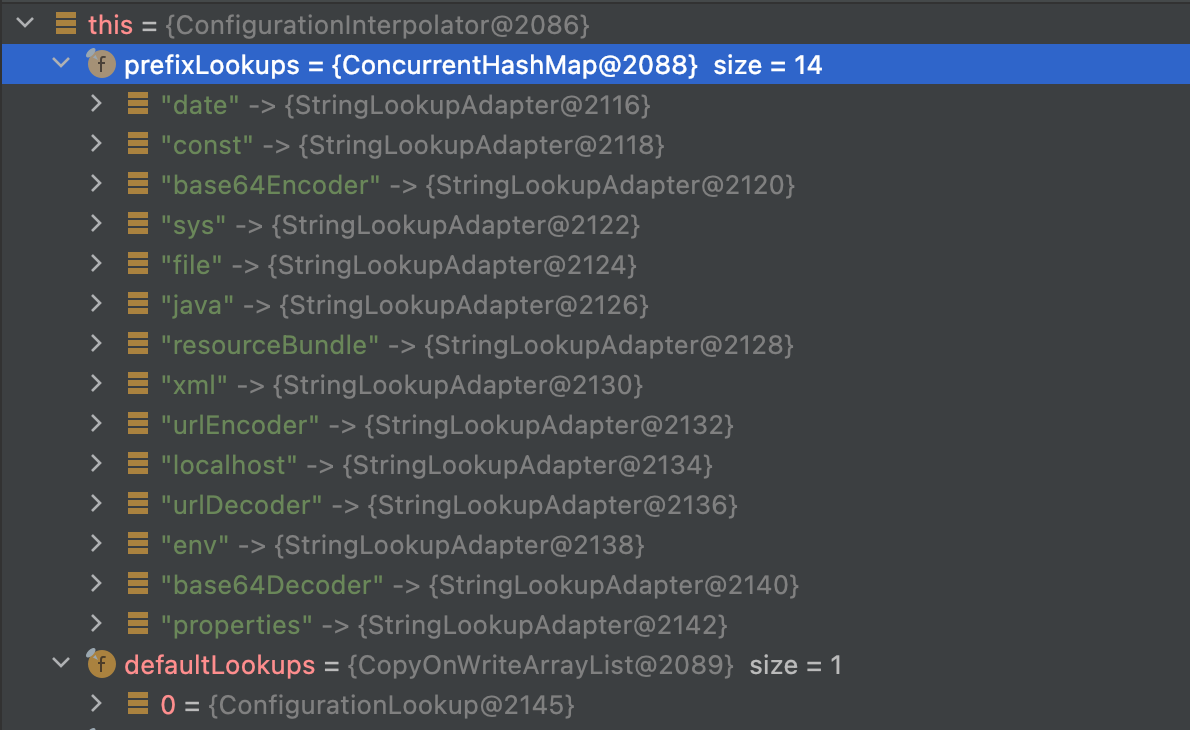 this = {ConfigurationInterpolator@2086}
f prefixLookups = {ConcurrentHashMap@2088} size = 14
"date" -> {StringLookupAdapter@2116}
"const" -> {StringLookupAdapter@2118}
"base64Encoder" -> {StringLookupAdapter@2120}
"sys" -> {StringLookupAdapter@2122}
"file" -> {StringLookupAdapter@2124}
"java" -> {StringLookupAdapter@2126}
"resourceBundle" -> {StringLookupAdapter@2128}
"xml" -> {StringLookupAdapter@2130}
"urlEncoder" -> {StringLookupAdapter@2132}
"localhost" -> {StringLookupAdapter@2134}
"urlDecoder" -> {StringLookupAdapter@2136}
"env" -> {StringLookupAdapter@2138}
"base64Decoder" -> {StringLookupAdapter@2140}
"properties" -> {StringLookupAdapter@2142}
f defaultLookups = {CopyOnWriteArrayList@2089} size = 1
0 = {ConfigurationLookup@2145}